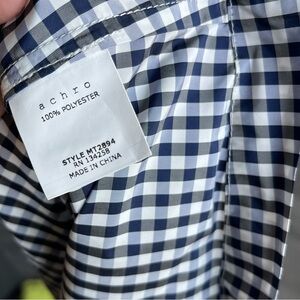 achro
100% POLYESTER
STYLE MT2894
RN 134258
MADE IN CHINA